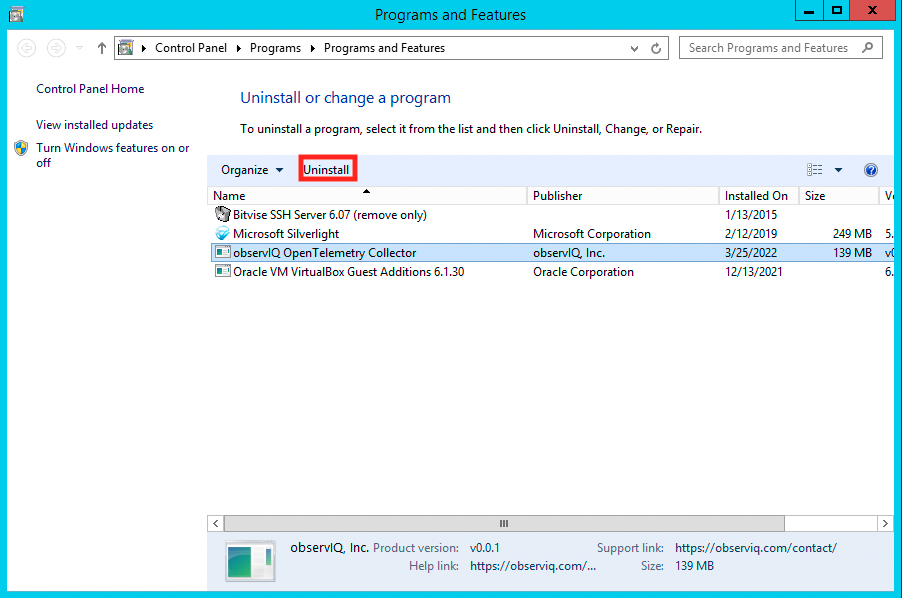 Programs and Features
Control Panel Programs Programs and Features
Search Programs and Features
Control Panel Home
View installed updates
Turn Windows features on or
off
Uninstall or change a program
To uninstall a program, select it from the list and then click Uninstall, Change, or Repair.
Organize Uninstall
Name Publisher Installed On Size
Bitvise SSH Server 6.07 (remove only) 1/13/2015
Microsoft Silverlight Microsoft Corporation 2/12/2019 249 MB 5.
observIQ OpenTelemetry Collector observIQ, Inc. 3/25/2022 139 MB
Oracle VM VirtualBox Guest Additions 6.1.30 Oracle Corporation 12/13/2021 6.
observIQ, Inc. Product version: v0.0.1 Support link: https://observiq.com/contact/
Help link: https://observiq.com/... Size: 139 MB